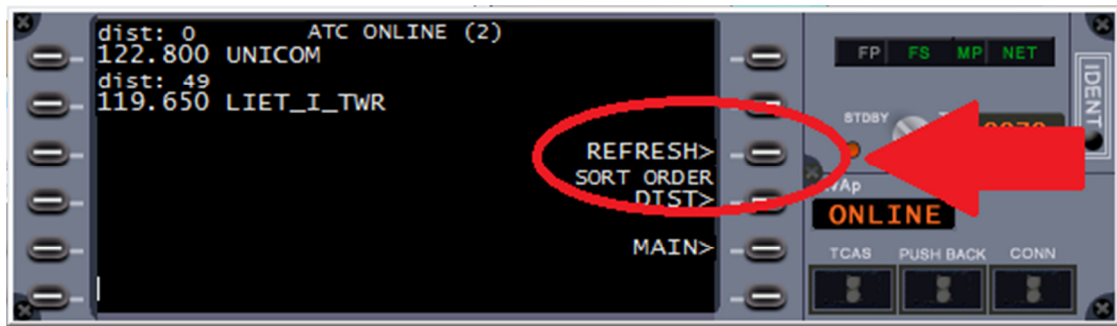 dist: 0 ATC ONLINE (2)
122.800 UNICOM
dist: 49
119.650 LIET_I_TWR
REFRESH>
SORT ORDER
DIST>
MAIN>
FP FS MP NET
IDENT
STDBY
ONLINE
TCAS PUSH BACK CONN